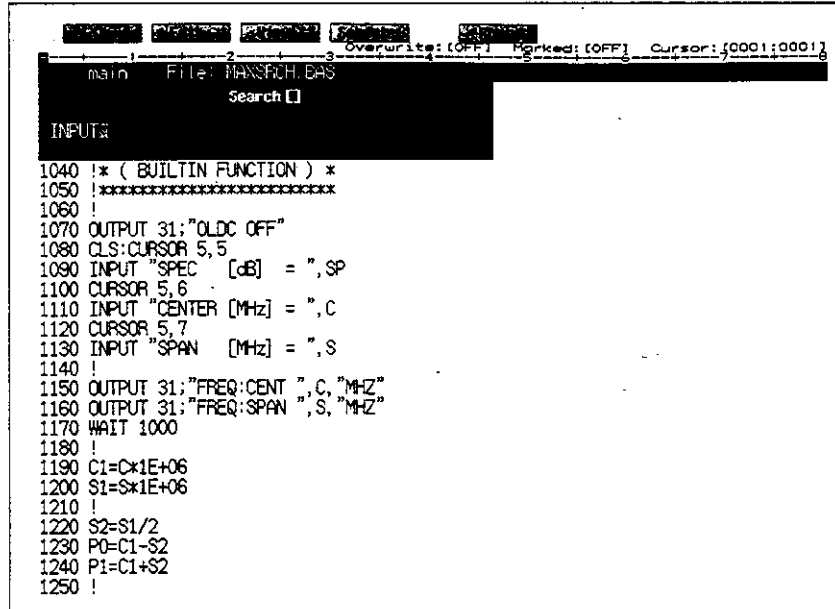 Overwrite:[OFF] Marked:[OFF] Cursor:[0001:0001]
main File: MAXSRCH.BAS
Search []
INPUT
1040 !* ( BUILTIN FUNCTION ) *
1050 !*************************
1060 !
1070 OUTPUT 31;"OLDC OFF"
1080 CLS:CURSOR 5,5
1090 INPUT "SPEC [dB] = ",SP
1100 CURSOR 5,6
1110 INPUT "CENTER [MHz] = ",C
1120 CURSOR 5,7
1130 INPUT "SPAN [MHz] = ",S
1140 !
1150 OUTPUT 31;"FREQ:CENT ",C,"MHZ"
1160 OUTPUT 31;"FREQ:SPAN ",S,"MHZ"
1170 WAIT 1000
1180 !
1190 C1=C*1E+06
1200 S1=S*1E+06
1210 !
1220 S2=S1/2
1230 P0=C1-S2
1240 P1=C1+S2
1250 !